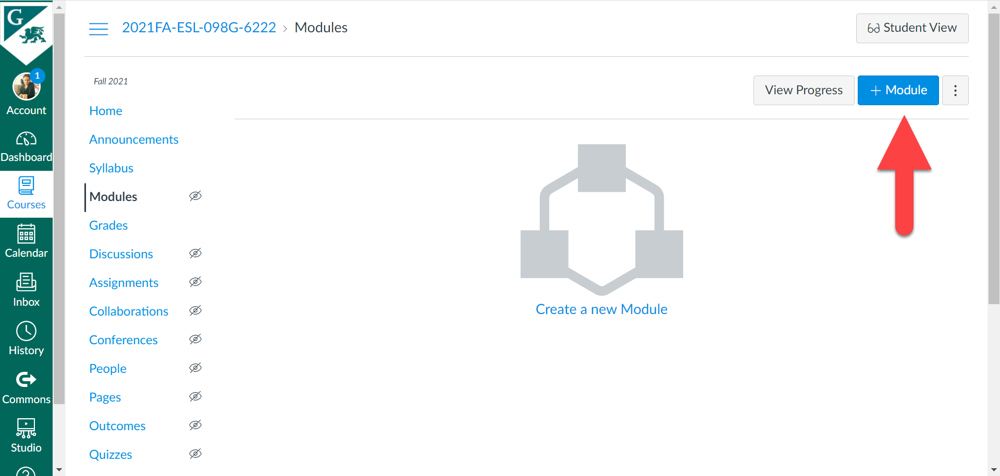 G
2021FA-ESL-098G-6222 › Modules
Student View
1
Account
Dashboard
Courses
Calendar
Inbox
History
Commons
Studio
Fall 2021
Home
Announcements
Syllabus
Modules
Grades
Discussions
Assignments
Collaborations
Conferences
People
Pages
Outcomes
Quizzes
View Progress
+ Module
Create a new Module